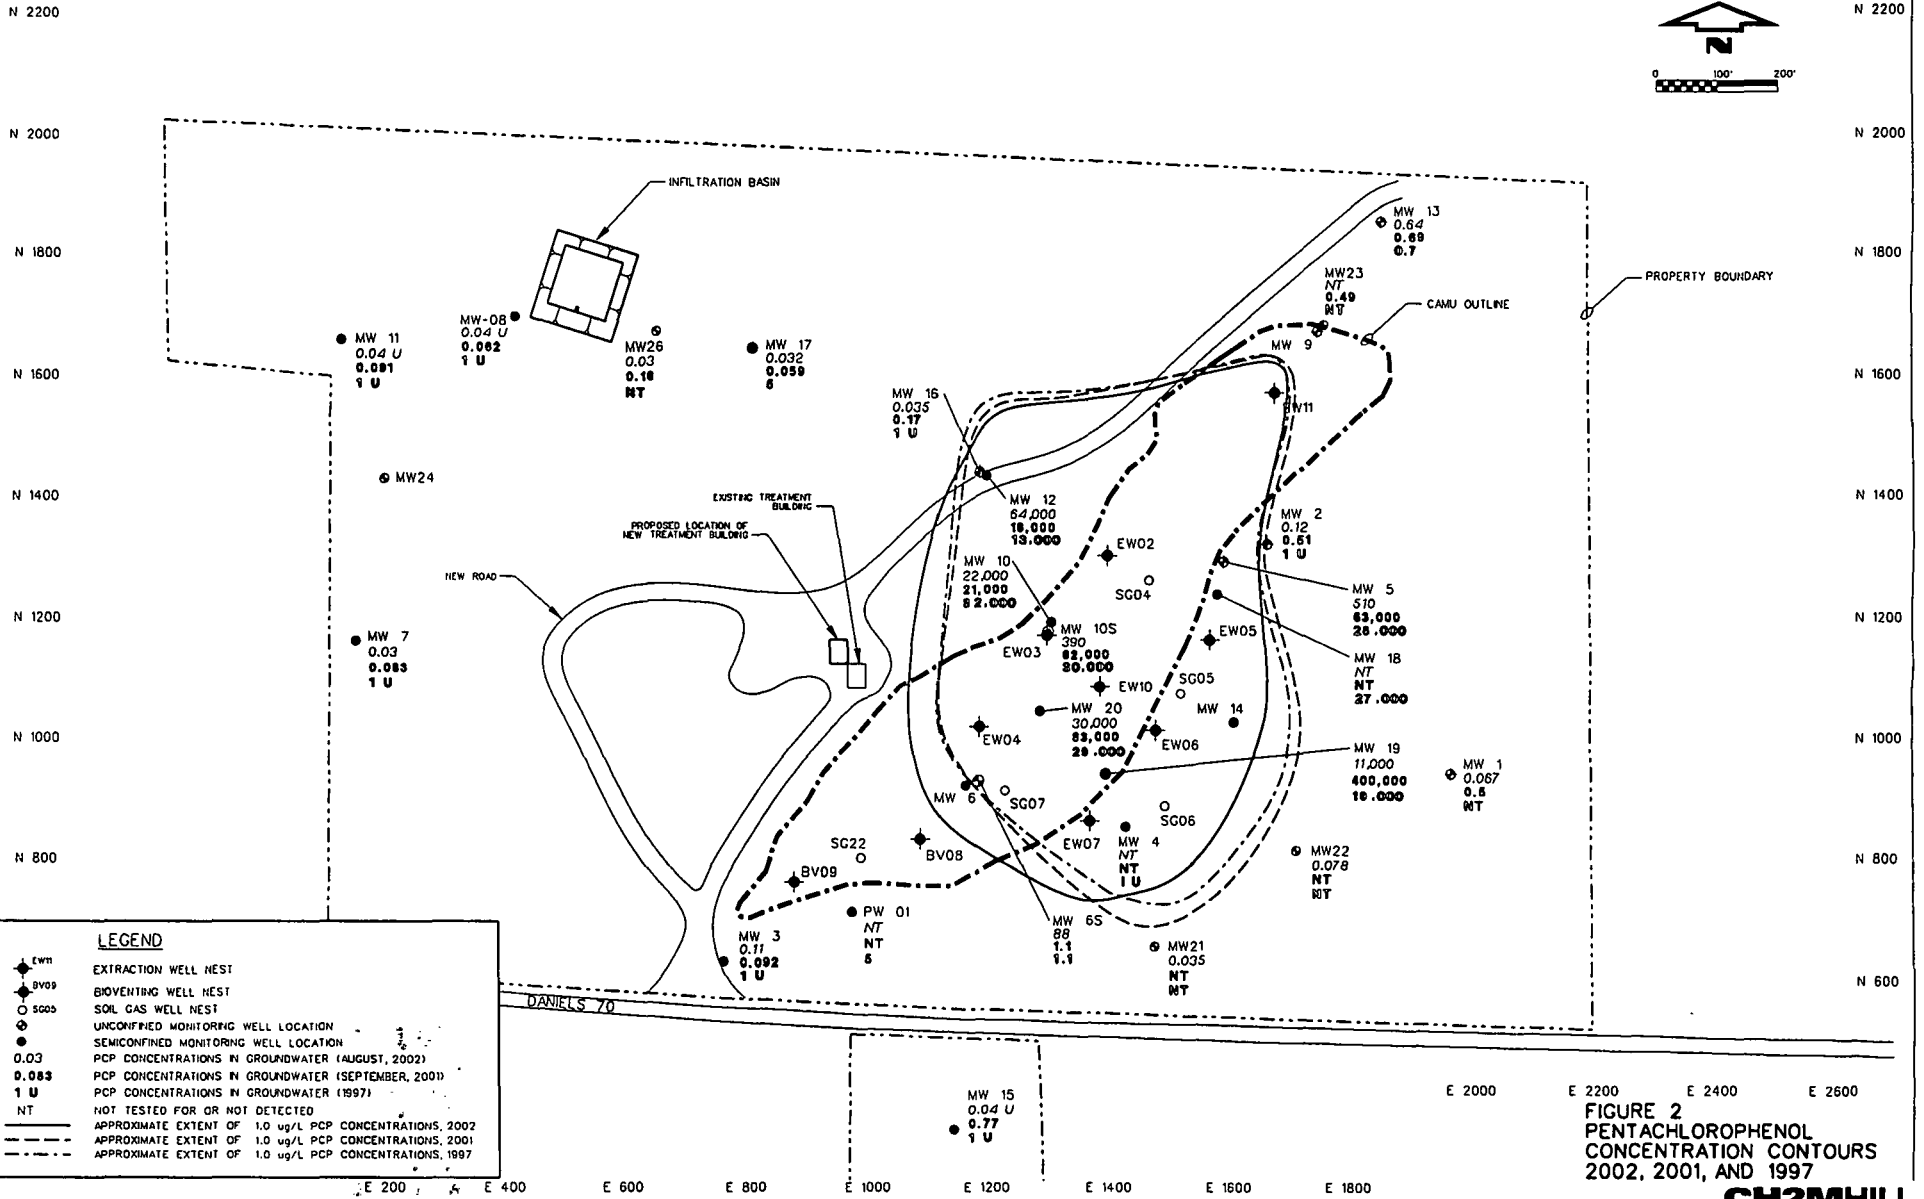 N 2200
N 2200
N
0 100' 200'
N 2000
N 2000
INFILTRATION BASIN
MW 13
0.64
0.69
0.7
N 1800
N 1800
MW23
NT
0.49
NT
PROPERTY BOUNDARY
CAMU OUTLINE
MW-08
0.04 U
0.062
1 U
MW 11
0.04 U
0.091
1 U
MW26
0.03
0.18
NT
MW 17
0.032
0.059
5
MW 9
N 1600
N 1600
MW 16
0.035
0.17
1 U
MW24
N 1400
N 1400
EXISTING TREATMENT
BUILDING
PROPOSED LOCATION OF
NEW TREATMENT BUILDING
MW 12
64,000
13.000
MW 2
0.12
0.51
1 U
EW02
MW 10
22,000
21,000
82.000
SG04
NEW ROAD
MW 5
510
63,000
26.000
N 1200
N 1200
MW 7
0.03
0.083
1 U
MW 10S
390
82,000
20.000
EW03
EW05
MW 18
NT
NT
27.000
EW10
SG05
MW 20
30,000
83,000
MW 14
N 1000
N 1000
EW04
EW06
MW 19
11,000
400,000
MW 1
0.067
0.5
NT
MW 6
SG07
SG06
N 800
N 800
SG22
BV08
EW07
MW 4
NT
NT
1 U
MW22
0.078
NT
NT
BV09
PW 01
NT
NT
5
MW 3
0.11
0.092
1 U
MW 6S
88
1.1
1.1
MW21
0.035
NT
NT
N 600
DANIELS 70
LEGEND
EW11 EXTRACTION WELL NEST
BV09 BIOVENTING WELL NEST
SG05 SOIL GAS WELL NEST
UNCONFINED MONITORING WELL LOCATION
SEMICONFINED MONITORING WELL LOCATION
0.03 PCP CONCENTRATIONS IN GROUNDWATER (AUGUST, 2002)
0.083 PCP CONCENTRATIONS IN GROUNDWATER (SEPTEMBER, 2001)
1 U PCP CONCENTRATIONS IN GROUNDWATER (1997)
NT NOT TESTED FOR OR NOT DETECTED
APPROXIMATE EXTENT OF 1.0 ug/L PCP CONCENTRATIONS, 2002
APPROXIMATE EXTENT OF 1.0 ug/L PCP CONCENTRATIONS, 2001
APPROXIMATE EXTENT OF 1.0 ug/L PCP CONCENTRATIONS, 1997
MW 15
0.04 U
0.77
1 U
E 2000 E 2200 E 2400 E 2600
E 200 E 400 E 600 E 800 E 1000 E 1200 E 1400 E 1600 E 1800
FIGURE 2
PENTACHLOROPHENOL
CONCENTRATION CONTOURS
2002, 2001, AND 1997
CH2MHILL